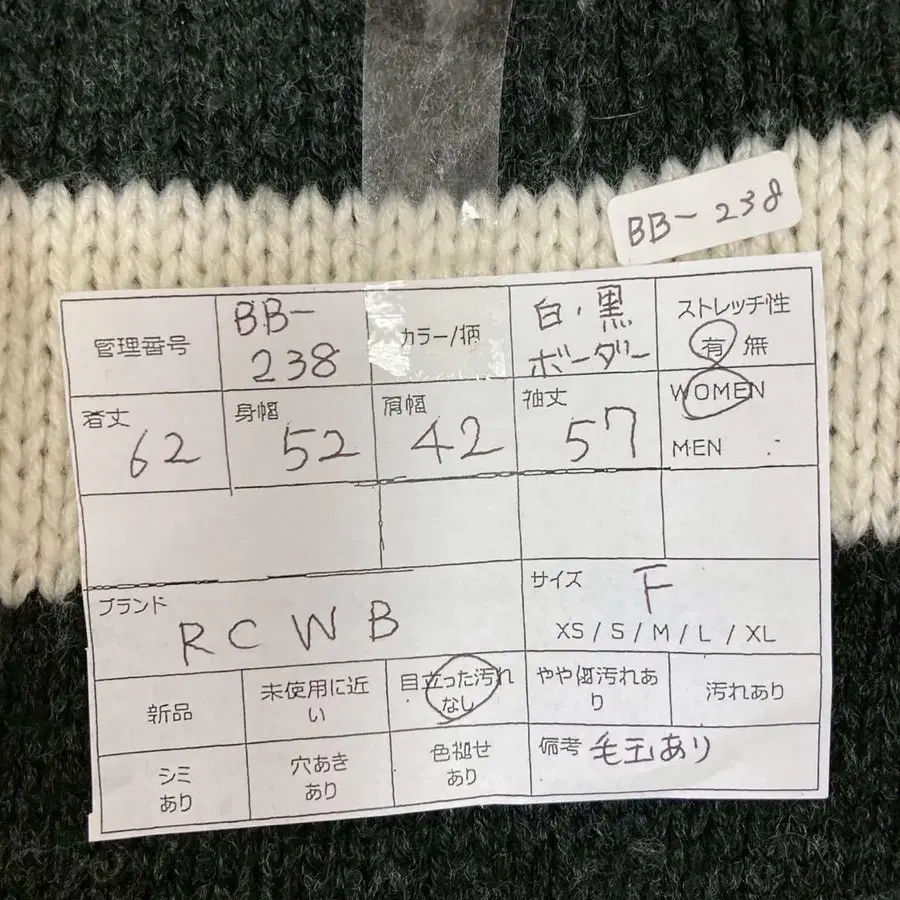 BB-238
管理番号
BB-
238
カラー/柄
白・黒
ボーダー
ストレッチ性
有 無
着丈
62
身幅
52
肩幅
42
袖丈
57
WOMEN
MEN
ブランド
RCWB
サイズ
F
XS / S / M / L / XL
新品
未使用に近
い
目立った汚れ
なし
やや傷汚れあ
り
汚れあり
シミ
あり
穴あき
あり
色褪せ
あり
備考 毛玉あり